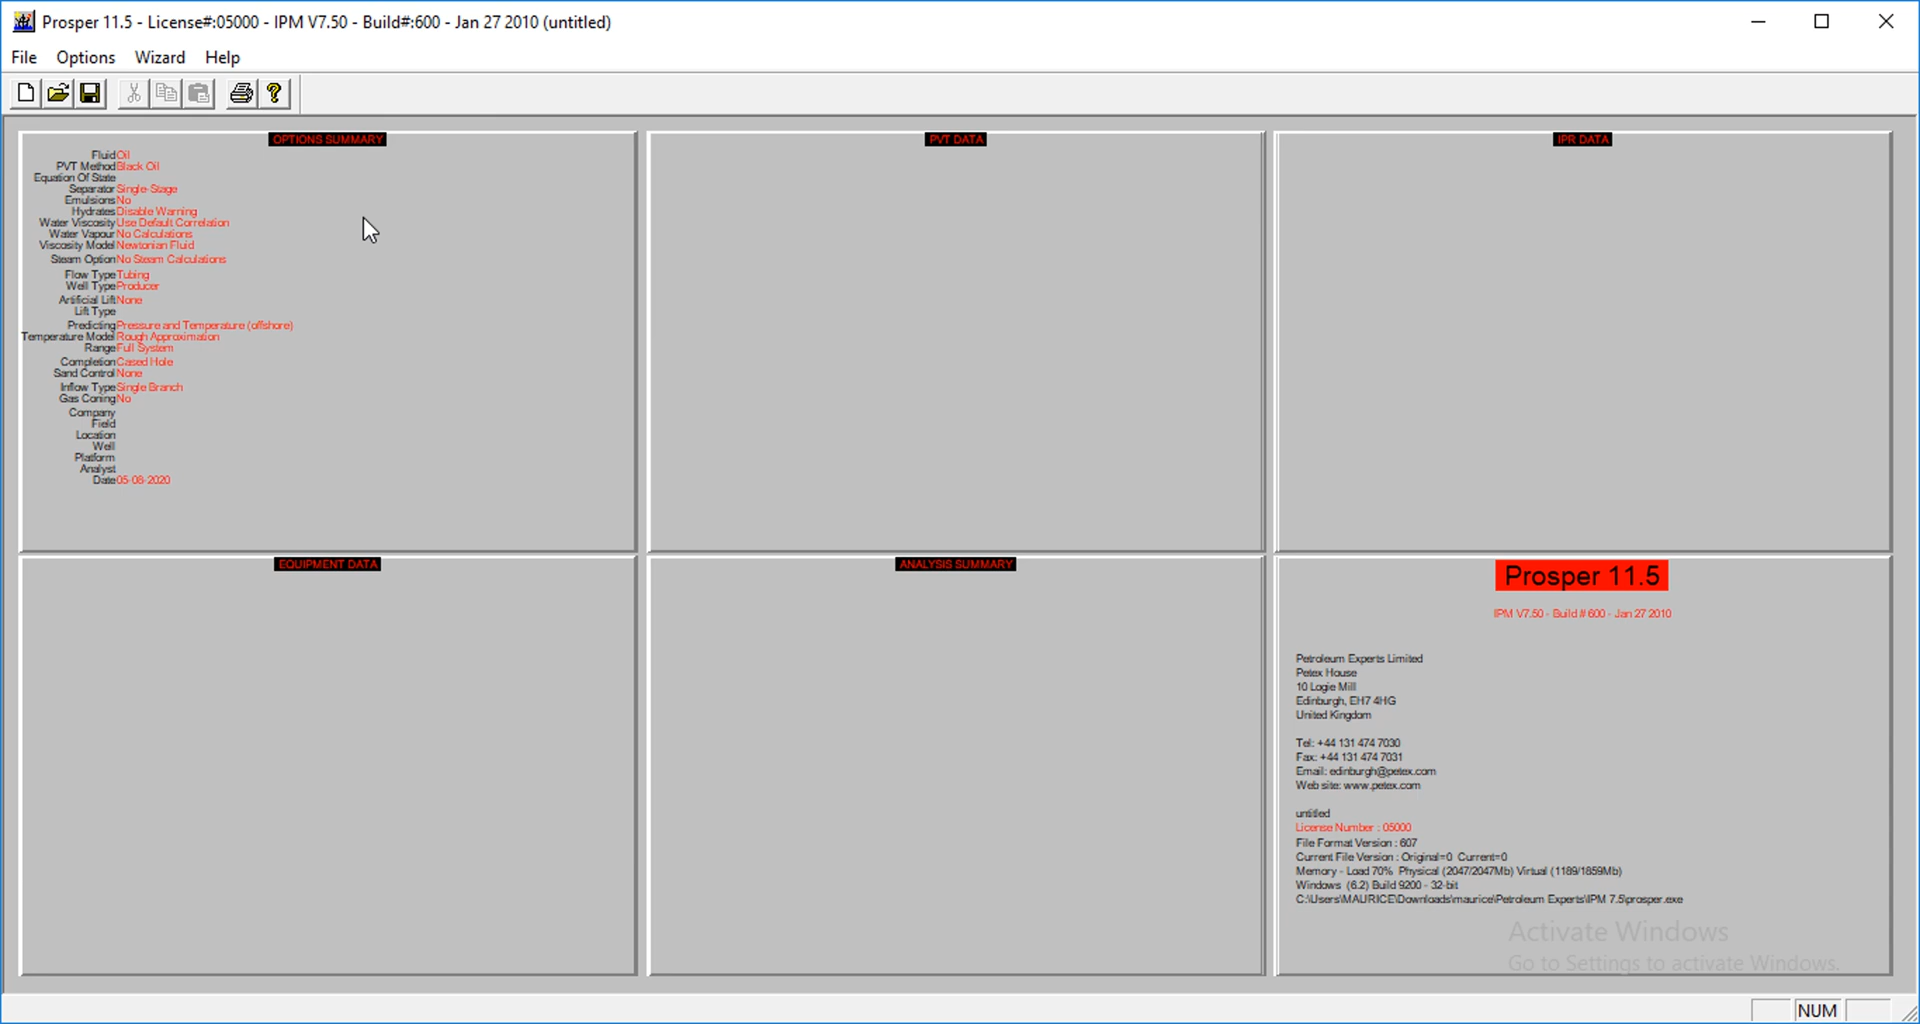 Prosper 11.5 - License#:05000 - IPM V7.50 - Build#:600 - Jan 27 2010 (untitled)
File Options Wizard Help
OPTIONS SUMMARY
Fluid Oil
PVT Method Black Oil
Equation Of State
Separator Single-Stage
Emulsions No
Hydrates Disable Warning
Water Viscosity Use Default Correlation
Water Vapour No Calculations
Viscosity Model Newtonian Fluid
Steam Option No Steam Calculations
Flow Type Tubing
Well Type Producer
Artificial Lift None
Lift Type
Predicting Pressure and Temperature (offshore)
Temperature Model Rough Approximation
Range Full System
Completion Cased Hole
Sand Control None
Inflow Type Single Branch
Gas Coning No
Company
Field
Location
Well
Platform
Analyst
Date 05-08-2020
PVT DATA
IPR DATA
EQUIPMENT DATA
ANALYSIS SUMMARY
Prosper 11.5
IPM V7.50 - Build # 600 - Jan 27 2010
Petroleum Experts Limited
Petex House
10 Logie Mill
Edinburgh, EH7 4HG
United Kingdom
Tel: +44 131 474 7030
Fax: +44 131 474 7031
Email: edinburgh@petex.com
Web site: www.petex.com
untitled
License Number : 05000
File Format Version : 607
Current File Version : Original=0 Current=0
Memory - Load 70% Physical (2047/2047Mb) Virtual (1189/1859Mb)
Windows (6.2) Build 9200 - 32-bit
C:\Users\MAURICE\Downloads\maurice\Petroleum Experts\IPM 7.5\prosper.exe
Activate Windows
Go to Settings to activate Windows.
NUM